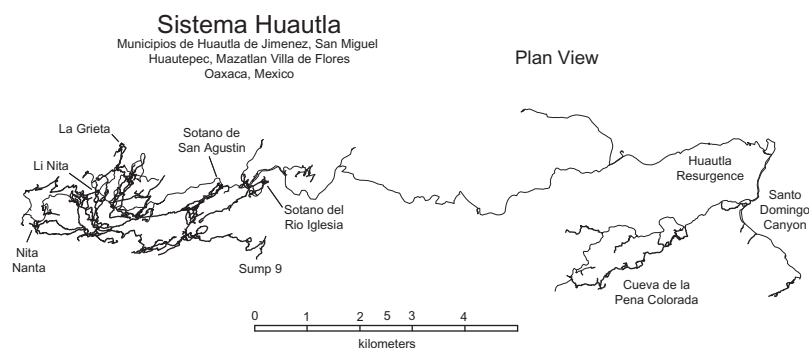 Sistema Huautla
Municipios de Huautla de Jimenez, San Miguel
Huautepec, Mazatlan Villa de Flores
Oaxaca, Mexico
Plan View
La Grieta
Sotano de
San Agustin
Li Nita
Huautla
Resurgence
Santo
Domingo
Canyon
Sotano del
Rio Iglesia
Nita
Nanta
Sump 9
Cueva de la
Pena Colorada
0 1 2 5 3 4
kilometers